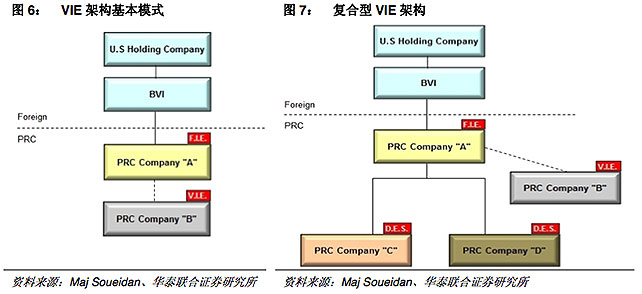 图 6： VIE 架构基本模式
U.S Holding Company
BVI
Foreign
PRC
F.I.E.
PRC Company "A"
V.I.E.
PRC Company "B"
资料来源：Maj Soueidan、华泰联合证券研究所
图 7： 复合型 VIE 架构
U.S Holding Company
BVI
Foreign
PRC
F.I.E.
PRC Company "A"
V.I.E.
PRC Company "B"
D.E.S.
PRC Company "C"
D.E.S.
PRC Company "D"
资料来源：Maj Soueidan、华泰联合证券研究所